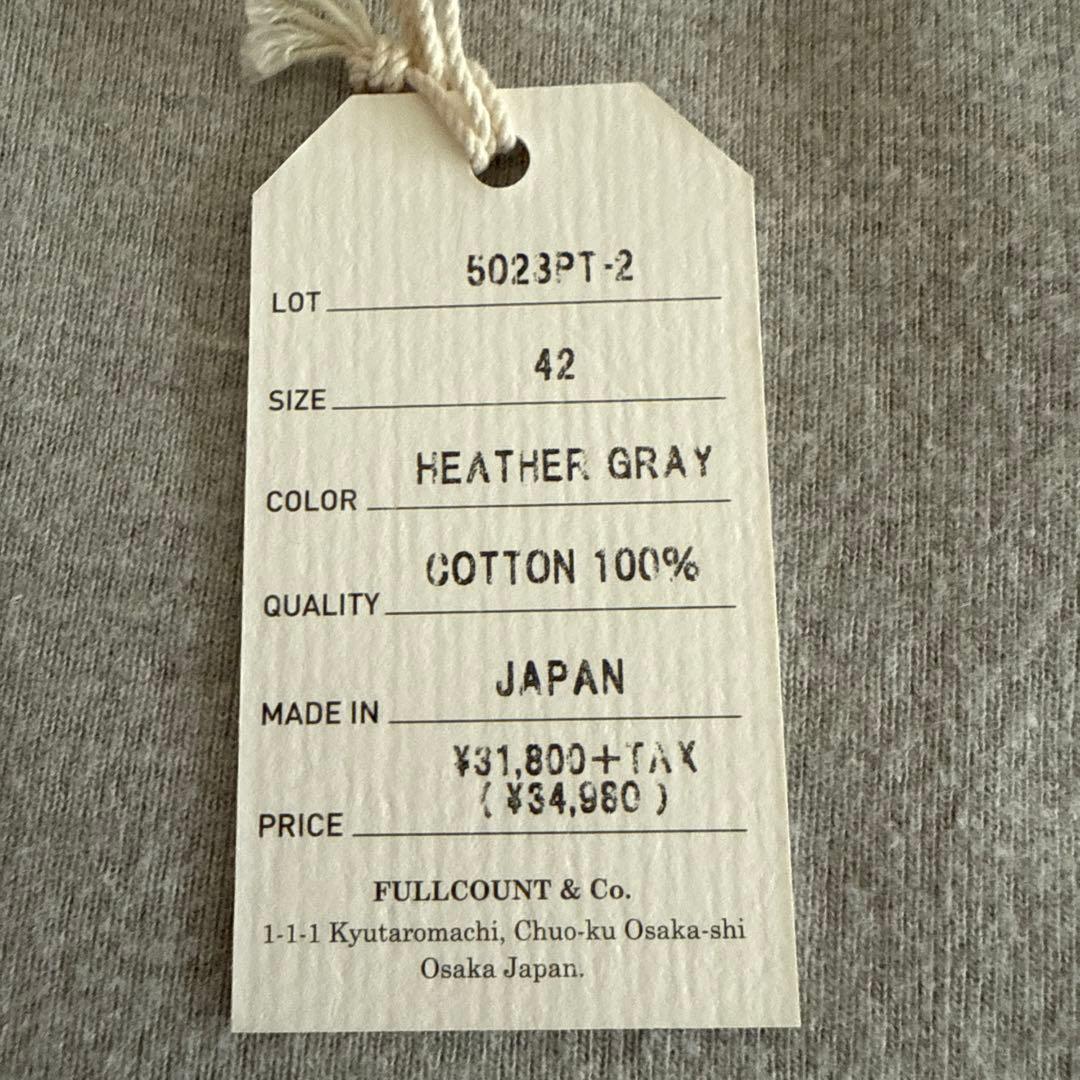 5023PT-2
LOT
42
SIZE
HEATHER GRAY
COLOR
COTTON 100%
QUALITY
JAPAN
MADE IN
¥31,800+TAX
( ¥34,980 )
PRICE
FULLCOUNT & Co.
1-1-1 Kyutaromachi, Chuo-ku Osaka-shi
Osaka Japan.